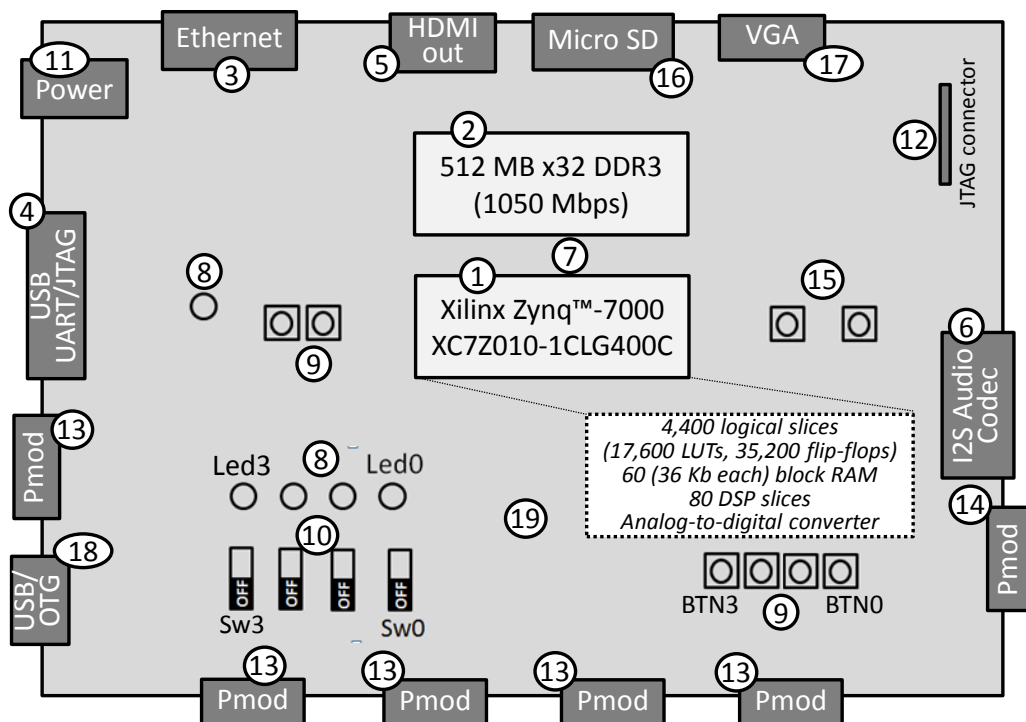 Ethernet
3
HDMI
out
5
Micro SD
16
VGA
17
11
Power
12
JTAG connector
2
512 MB x32 DDR3
(1050 Mbps)
7
4
USB
UART/JTAG
8
9
1
Xilinx Zynq™-7000
XC7Z010-1CLG400C
15
6
I2S Audio
Codec
4,400 logical slices
(17,600 LUTs, 35,200 flip-flops)
60 (36 Kb each) block RAM
80 DSP slices
Analog-to-digital converter
13
Pmod
Led3
8
Led0
10
OFF
OFF
OFF
OFF
Sw3
Sw0
19
14
Pmod
18
USB/
OTG
BTN3
9
BTN0
13
Pmod
13
Pmod
13
Pmod
13
Pmod